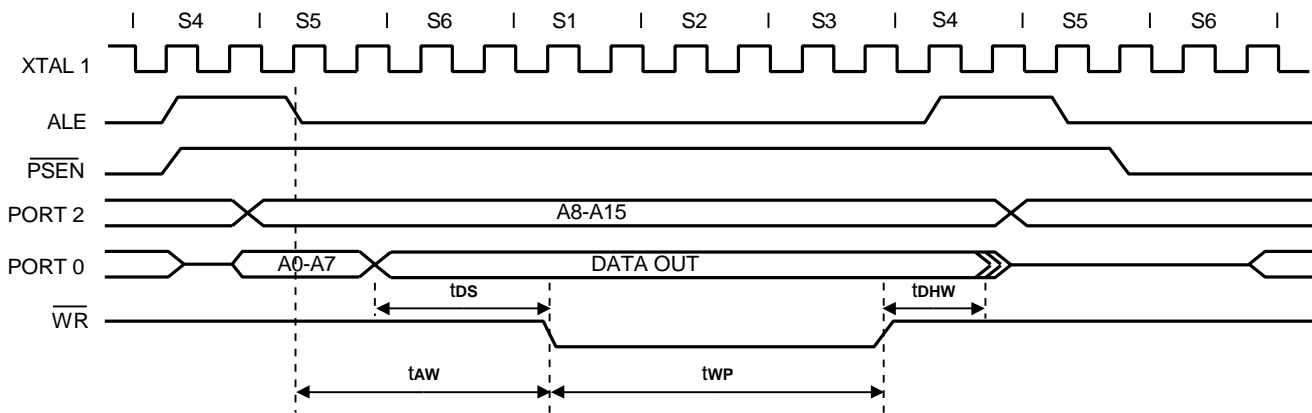 I S4 I S5 I S6 I S1 I S2 I S3 I S4 I S5 I S6 I
XTAL 1
ALE
PSEN
PORT 2 A8-A15
PORT 0 A0-A7 DATA OUT
tDS tDHW
WR
tAW tWP